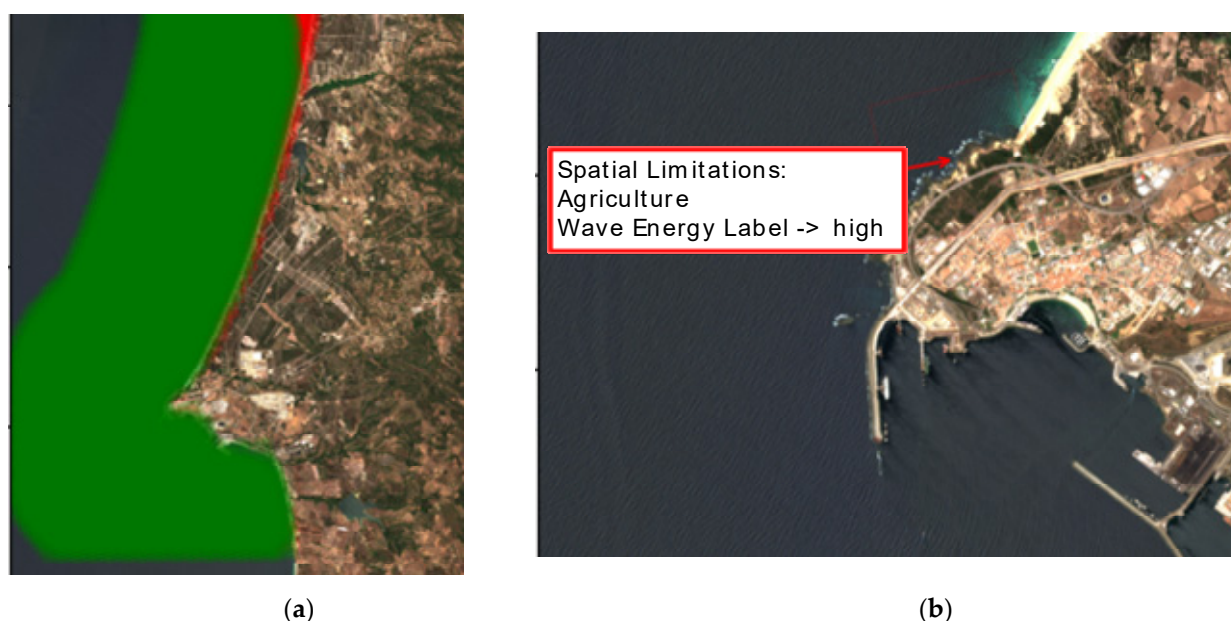 Spatial Limitations:
Agriculture
Wave Energy Label -> high
(a)
(b)